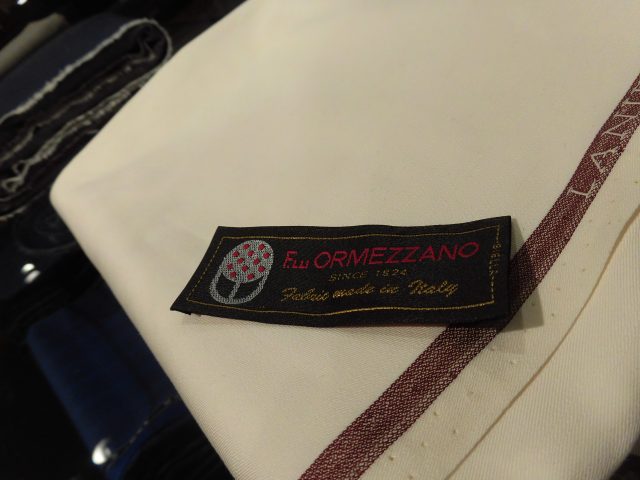 F.LLI ORMEZZANO
SINCE 1824
Fabric made in Italy